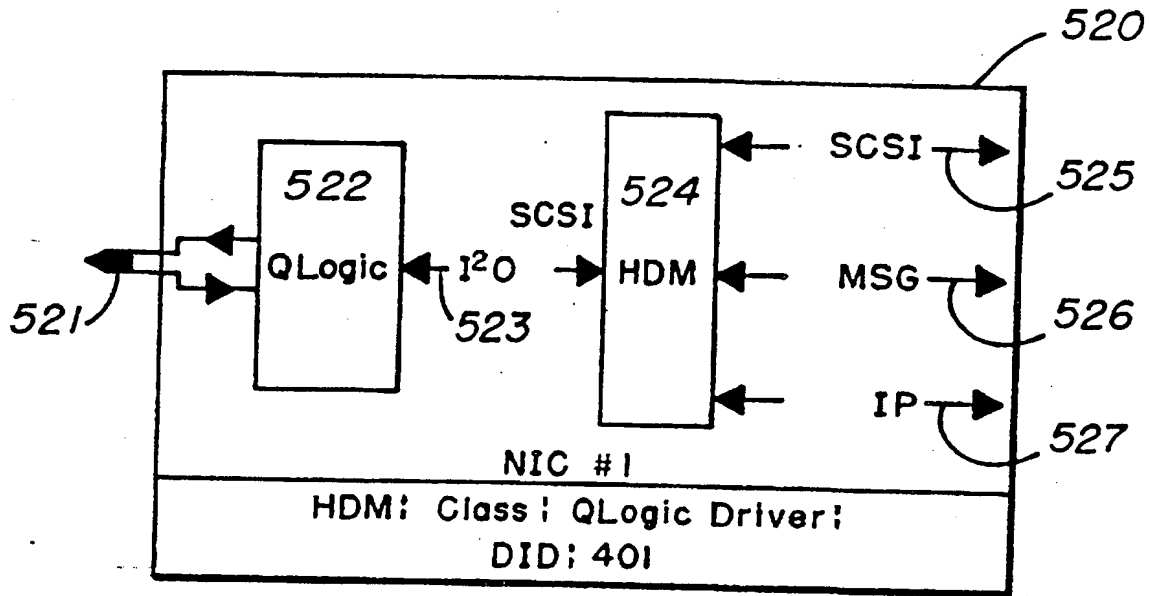 520
522
524
SCSI
525
SCSI
QLogic
I²O
HDM
MSG
521
523
526
IP
527
NIC #1
HDM¦ Class¦ QLogic Driver¦
DID¦ 401